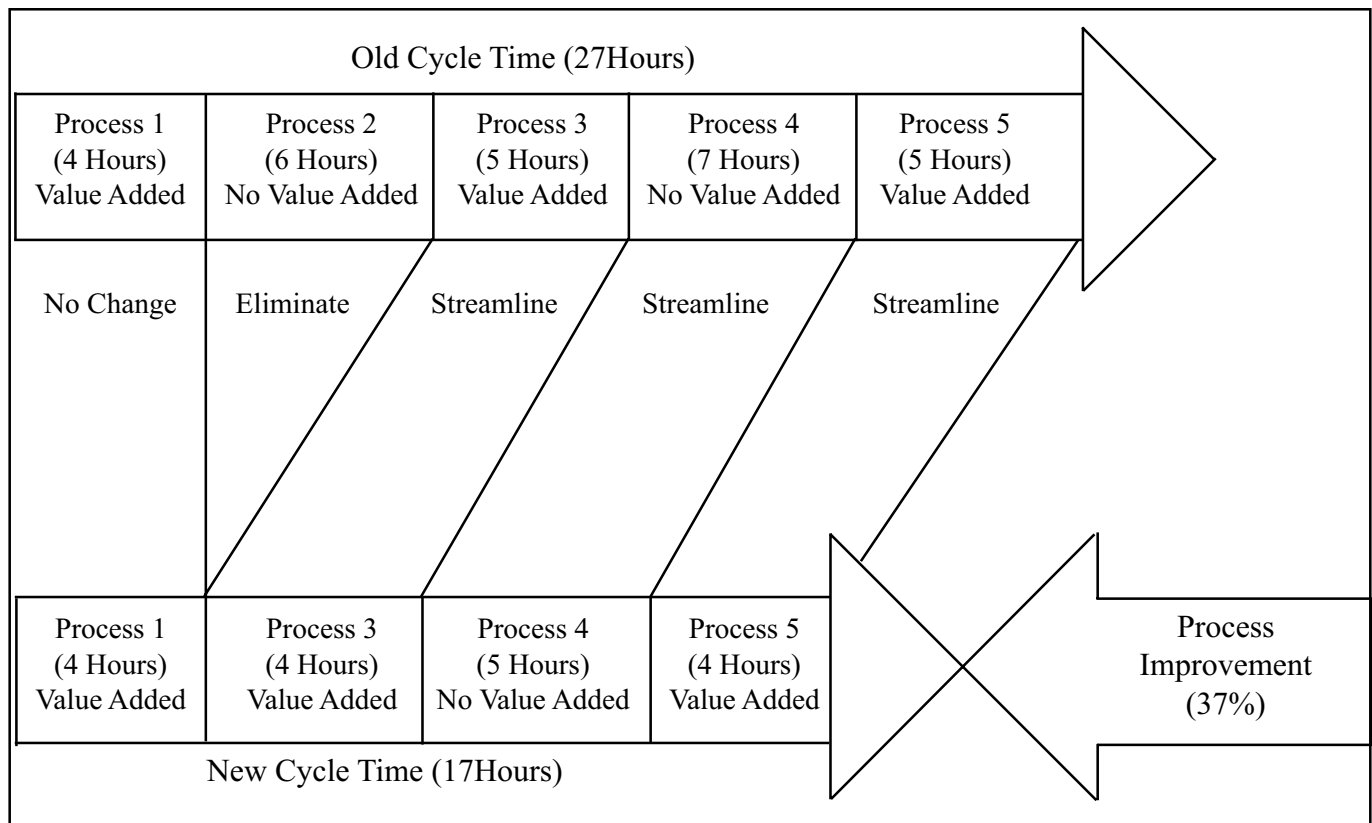 Old Cycle Time (27Hours)
Process 1
(4 Hours)
Value Added
Process 2
(6 Hours)
No Value Added
Process 3
(5 Hours)
Value Added
Process 4
(7 Hours)
No Value Added
Process 5
(5 Hours)
Value Added
No Change
Eliminate
Streamline
Streamline
Streamline
Process 1
(4 Hours)
Value Added
Process 3
(4 Hours)
Value Added
Process 4
(5 Hours)
No Value Added
Process 5
(4 Hours)
Value Added
Process
Improvement
(37%)
New Cycle Time (17Hours)